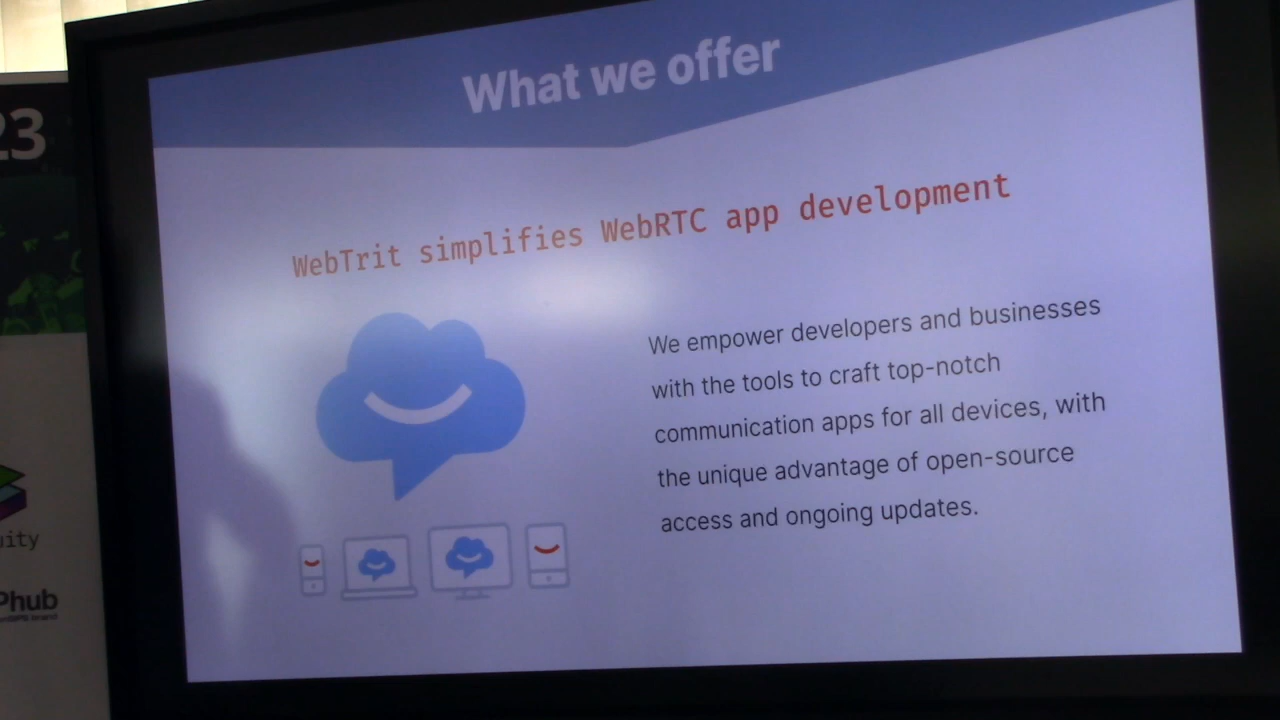 What we offer
WebTrit simplifies WebRTC app development
We empower developers and businesses
with the tools to craft top-notch
communication apps for all devices, with
the unique advantage of open-source
access and ongoing updates.
23
uity
Phub